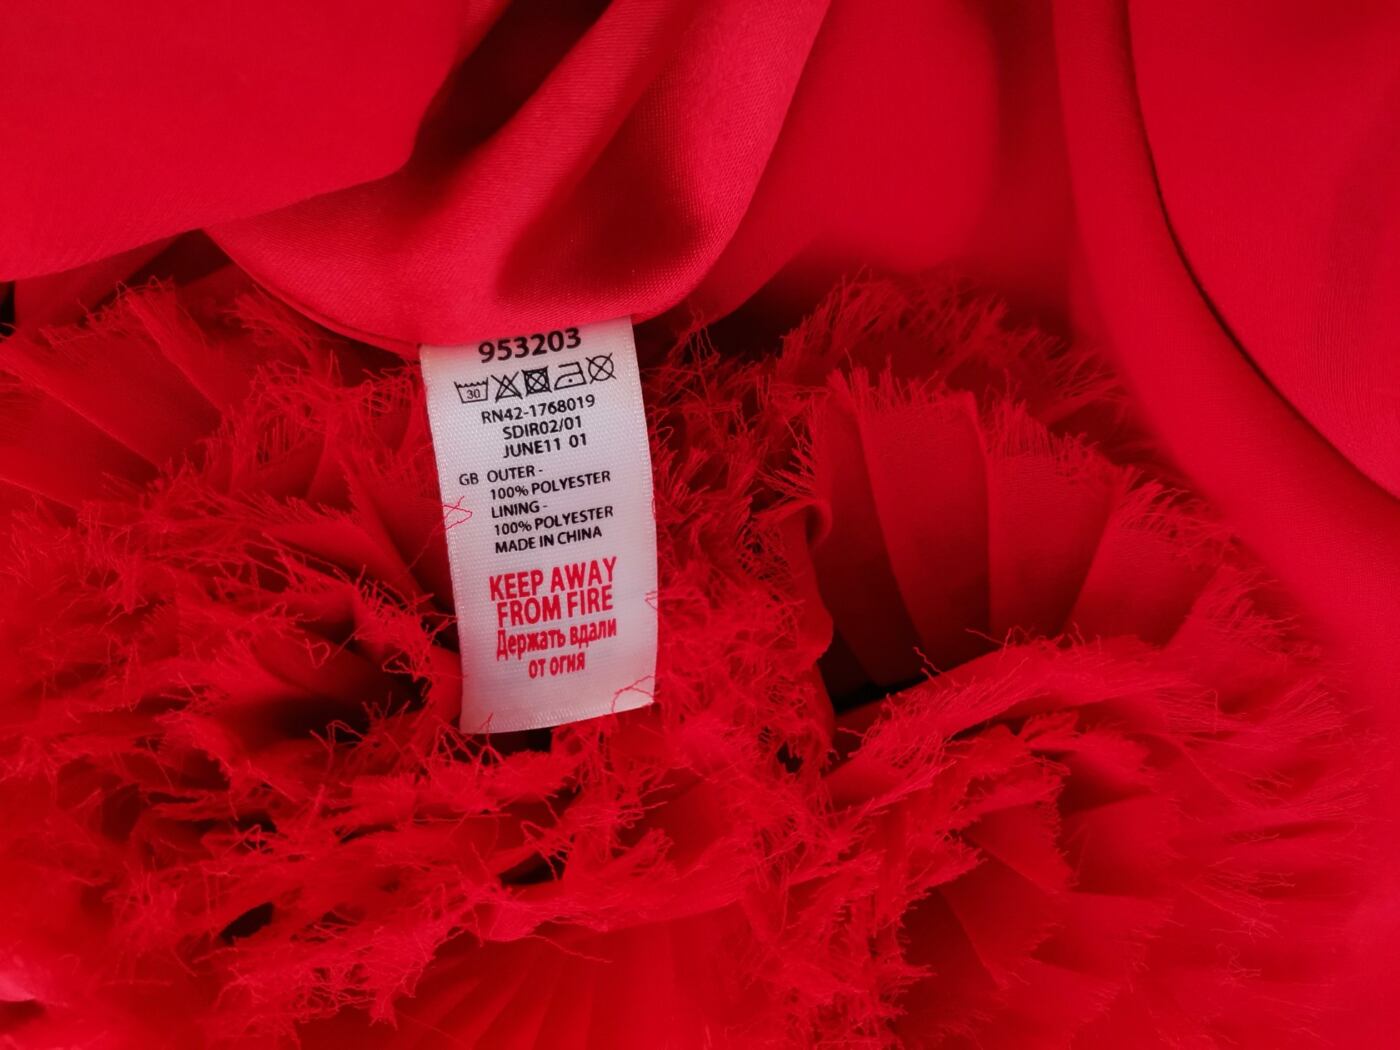 953203
30
RN42-1768019
SDIR02/01
JUNE11 01
GB OUTER -
100% POLYESTER
LINING -
100% POLYESTER
MADE IN CHINA
KEEP AWAY
FROM FIRE
Держать вдали
от огня